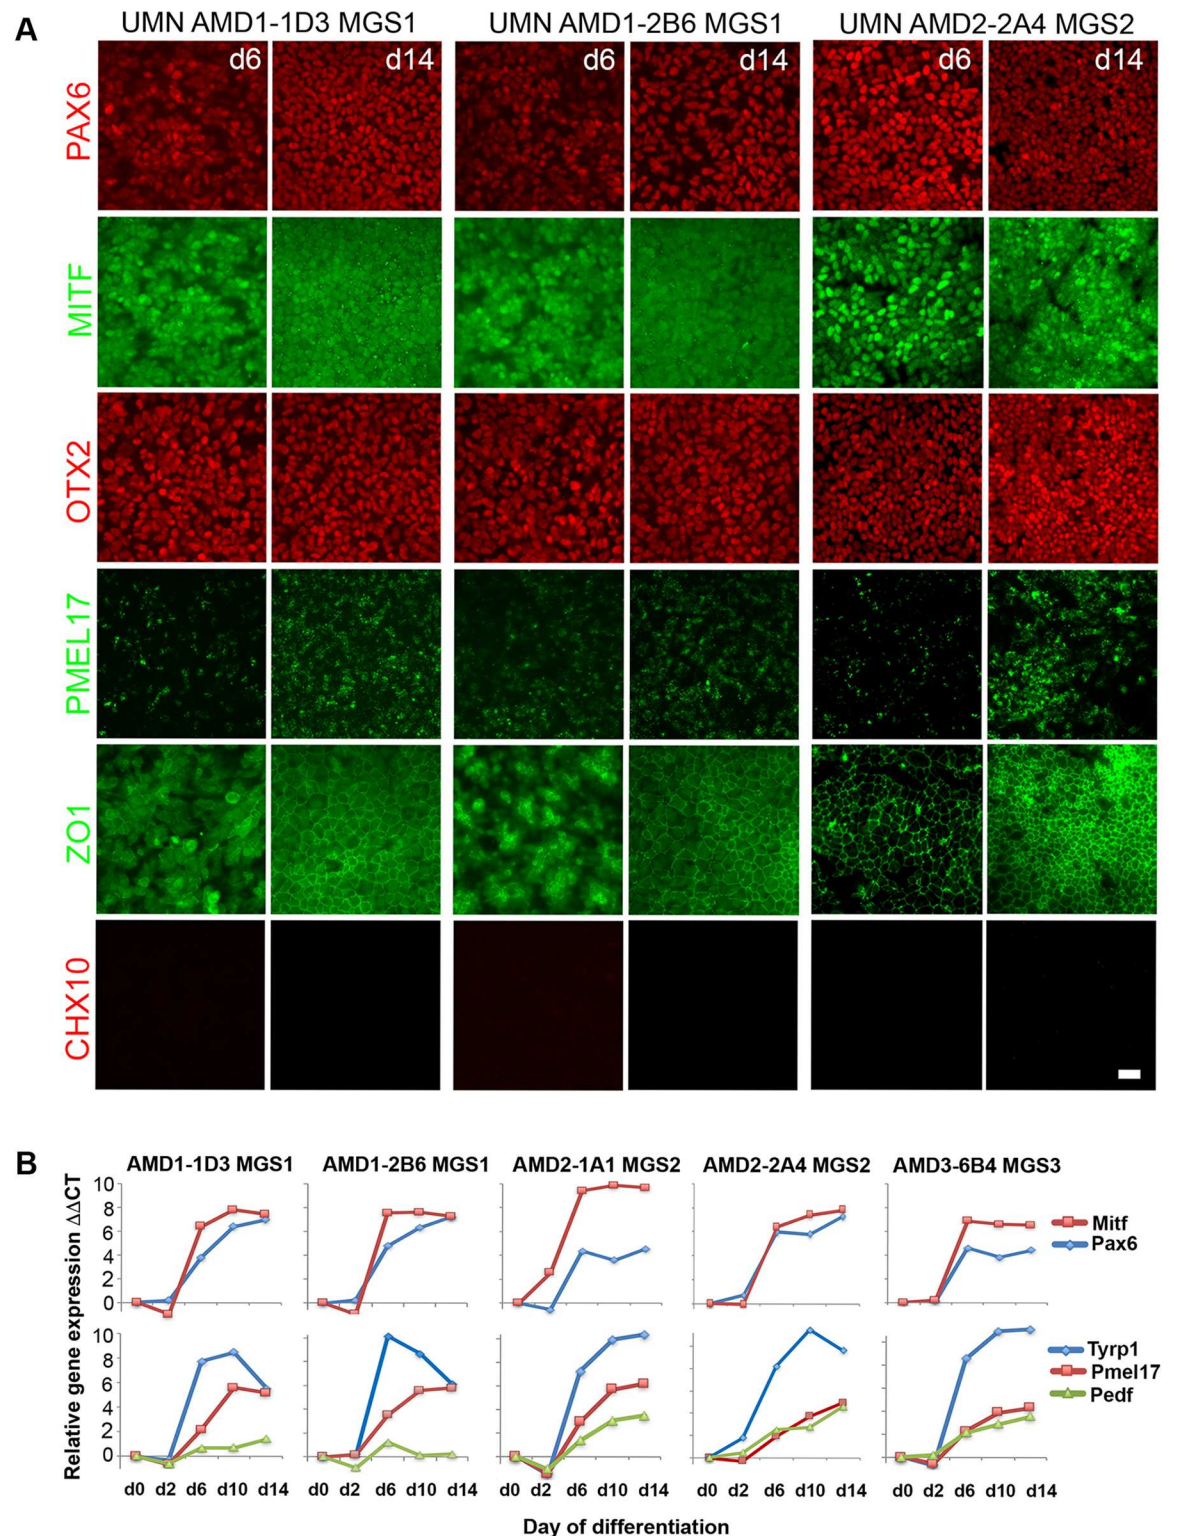 A
UMN AMD1-1D3 MGS1 UMN AMD1-2B6 MGS1 UMN AMD2-2A4 MGS2
d6 d14 d6 d14 d6 d14
PAX6
MITF
OTX2
PMEL17
ZO1
CHX10
B
AMD1-1D3 MGS1 AMD1-2B6 MGS1 AMD2-1A1 MGS2 AMD2-2A4 MGS2 AMD3-6B4 MGS3
Relative gene expression ΔΔCT
10
8
6
4
2
0
Mitf
Pax6
10
8
6
4
2
0
Tyrp1
Pmel17
Pedf
d0 d2 d6 d10 d14 d0 d2 d6 d10 d14 d0 d2 d6 d10 d14 d0 d2 d6 d10 d14 d0 d2 d6 d10 d14
Day of differentiation